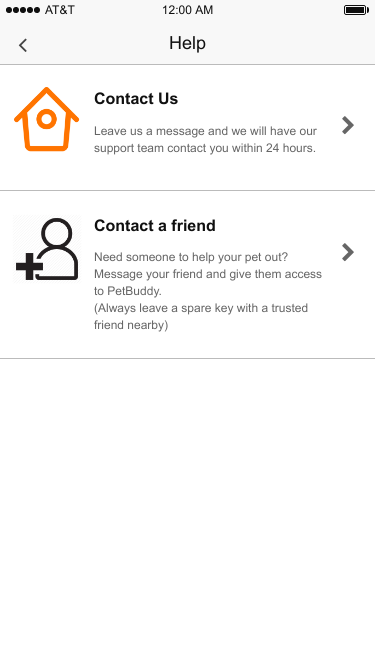 AT&T 12:00 AM
Help
Contact Us
Leave us a message and we will have our
support team contact you within 24 hours.
Contact a friend
Need someone to help your pet out?
Message your friend and give them access
to PetBuddy.
(Always leave a spare key with a trusted
friend nearby)